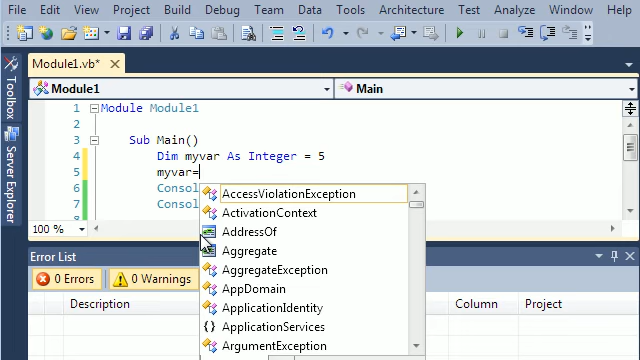 File Edit View Project Build Debug Data Tools Architecture Test Analyze Window Help
Module1.vb* ×
Toolbox
Server Explorer
Module1 Main
1 Module Module1
2
3 Sub Main()
4 Dim myvar As Integer = 5
5 myvar=
6 Consol
7 Consol
100 %
AccessViolationException
ActivationContext
AddressOf
Aggregate
AggregateException
AppDomain
ApplicationIdentity
ApplicationServices
ArgumentException
Error List
0 Errors 0 Warnings
Description Column Project